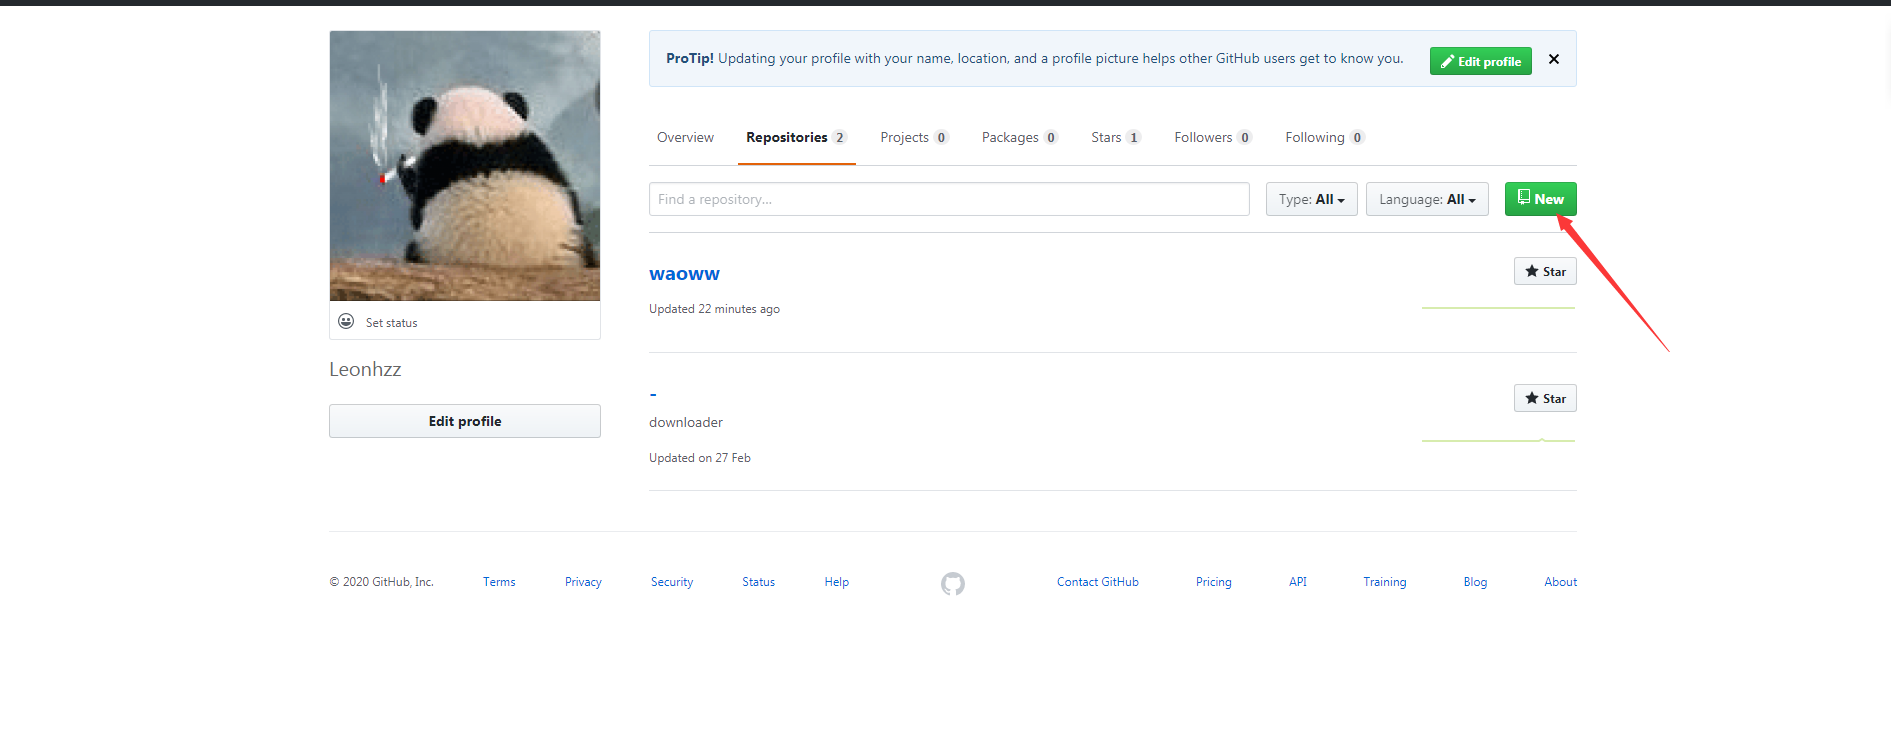 ProTip! Updating your profile with your name, location, and a profile picture helps other GitHub users get to know you.
Edit profile
Overview Repositories 2 Projects 0 Packages 0 Stars 1 Followers 0 Following 0
Find a repository...
Type: All
Language: All
New
Set status
Leonhzz
Edit profile
waoww
Star
Updated 22 minutes ago
-
Star
downloader
Updated on 27 Feb
© 2020 GitHub, Inc. Terms Privacy Security Status Help Contact GitHub Pricing API Training Blog About